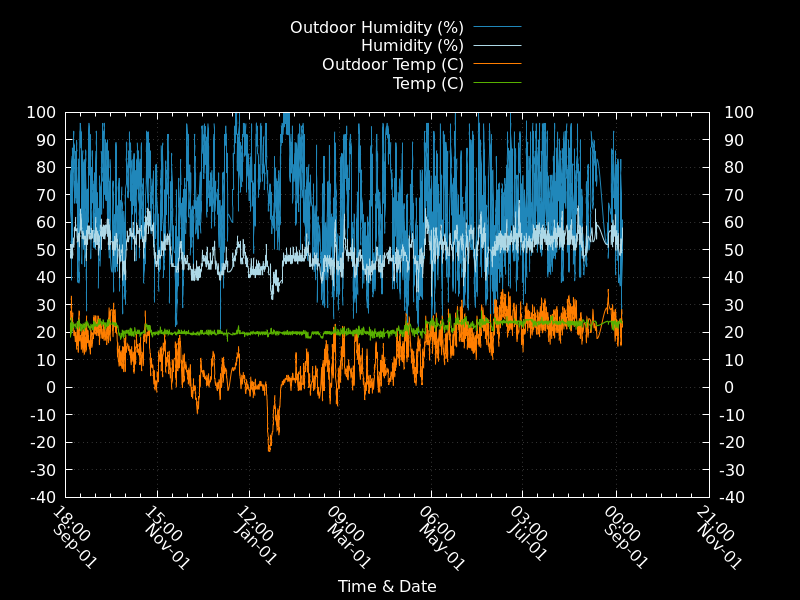 Outdoor Humidity (%)
Humidity (%)
Outdoor Temp (C)
Temp (C)
100 100
90 90
80 80
70 70
60 60
50 50
40 40
30 30
20 20
10 10
0 0
-10 -10
-20 -20
-30 -30
-40 -40
18:00 15:00 12:00 09:00 06:00 03:00 00:00 21:00
Sep-01 Nov-01 Jan-01 Mar-01 May-01 Jul-01 Sep-01 Nov-01
Time & Date